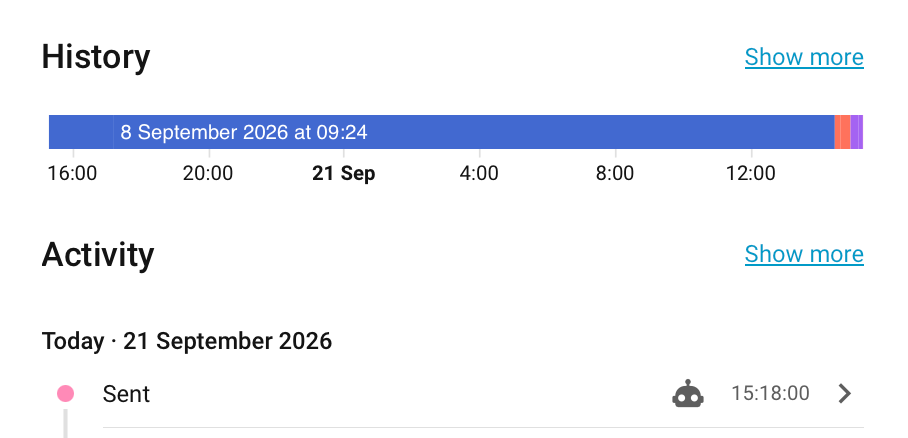 History
Show more
8 September 2026 at 09:24
16:00 20:00 21 Sep 4:00 8:00 12:00
Activity
Show more
Today · 21 September 2026
Sent 15:18:00